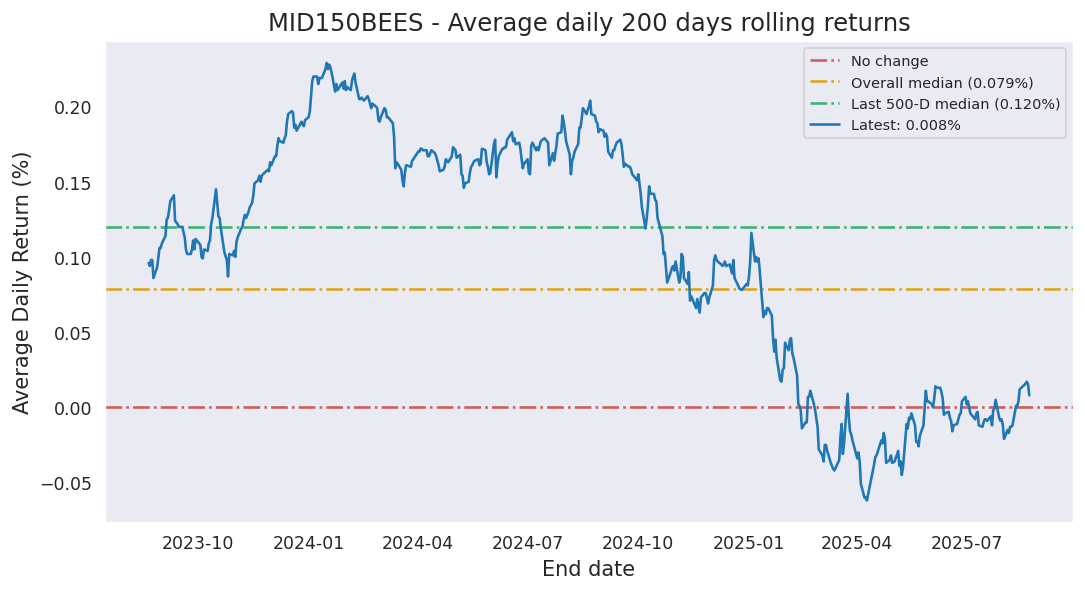 MID150BEES - Average daily 200 days rolling returns
No change
Overall median (0.079%)
Last 500-D median (0.120%)
Latest: 0.008%
Average Daily Return (%)
0.20
0.15
0.10
0.05
0.00
−0.05
2023-10 2024-01 2024-04 2024-07 2024-10 2025-01 2025-04 2025-07
End date